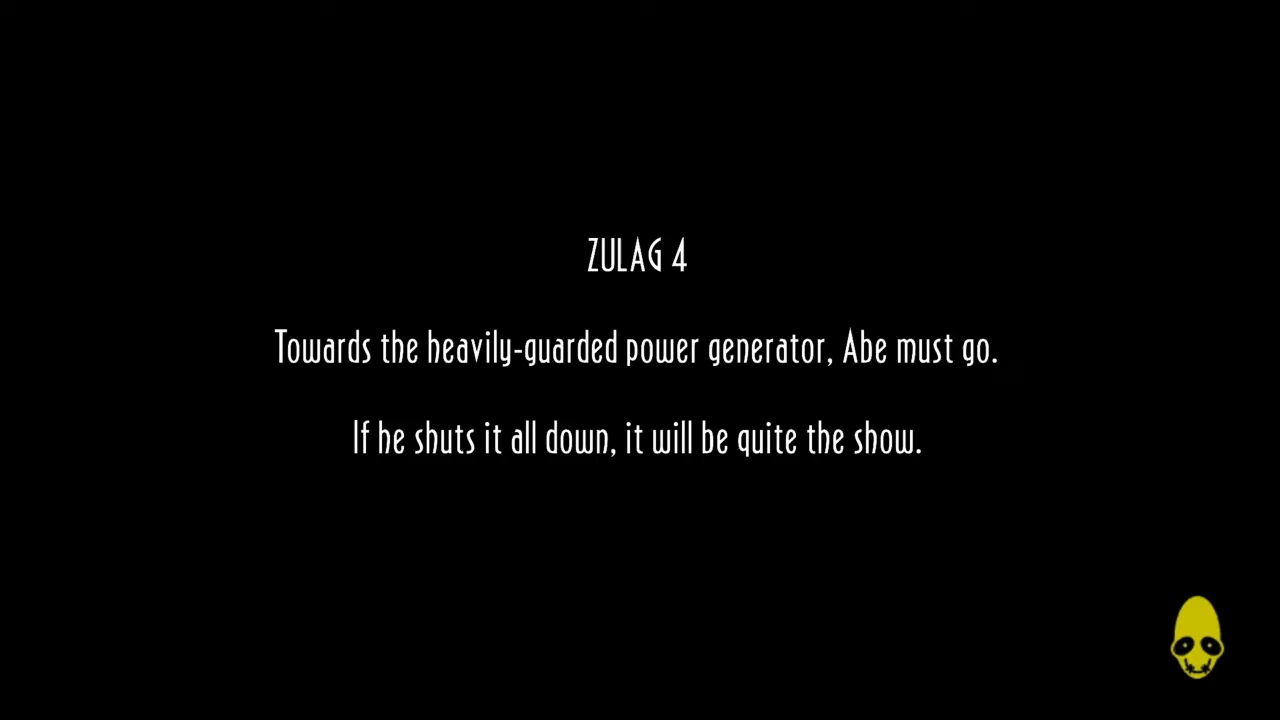 ZULAG 4
Towards the heavily-guarded power generator, Abe must go.
If he shuts it all down, it will be quite the show.